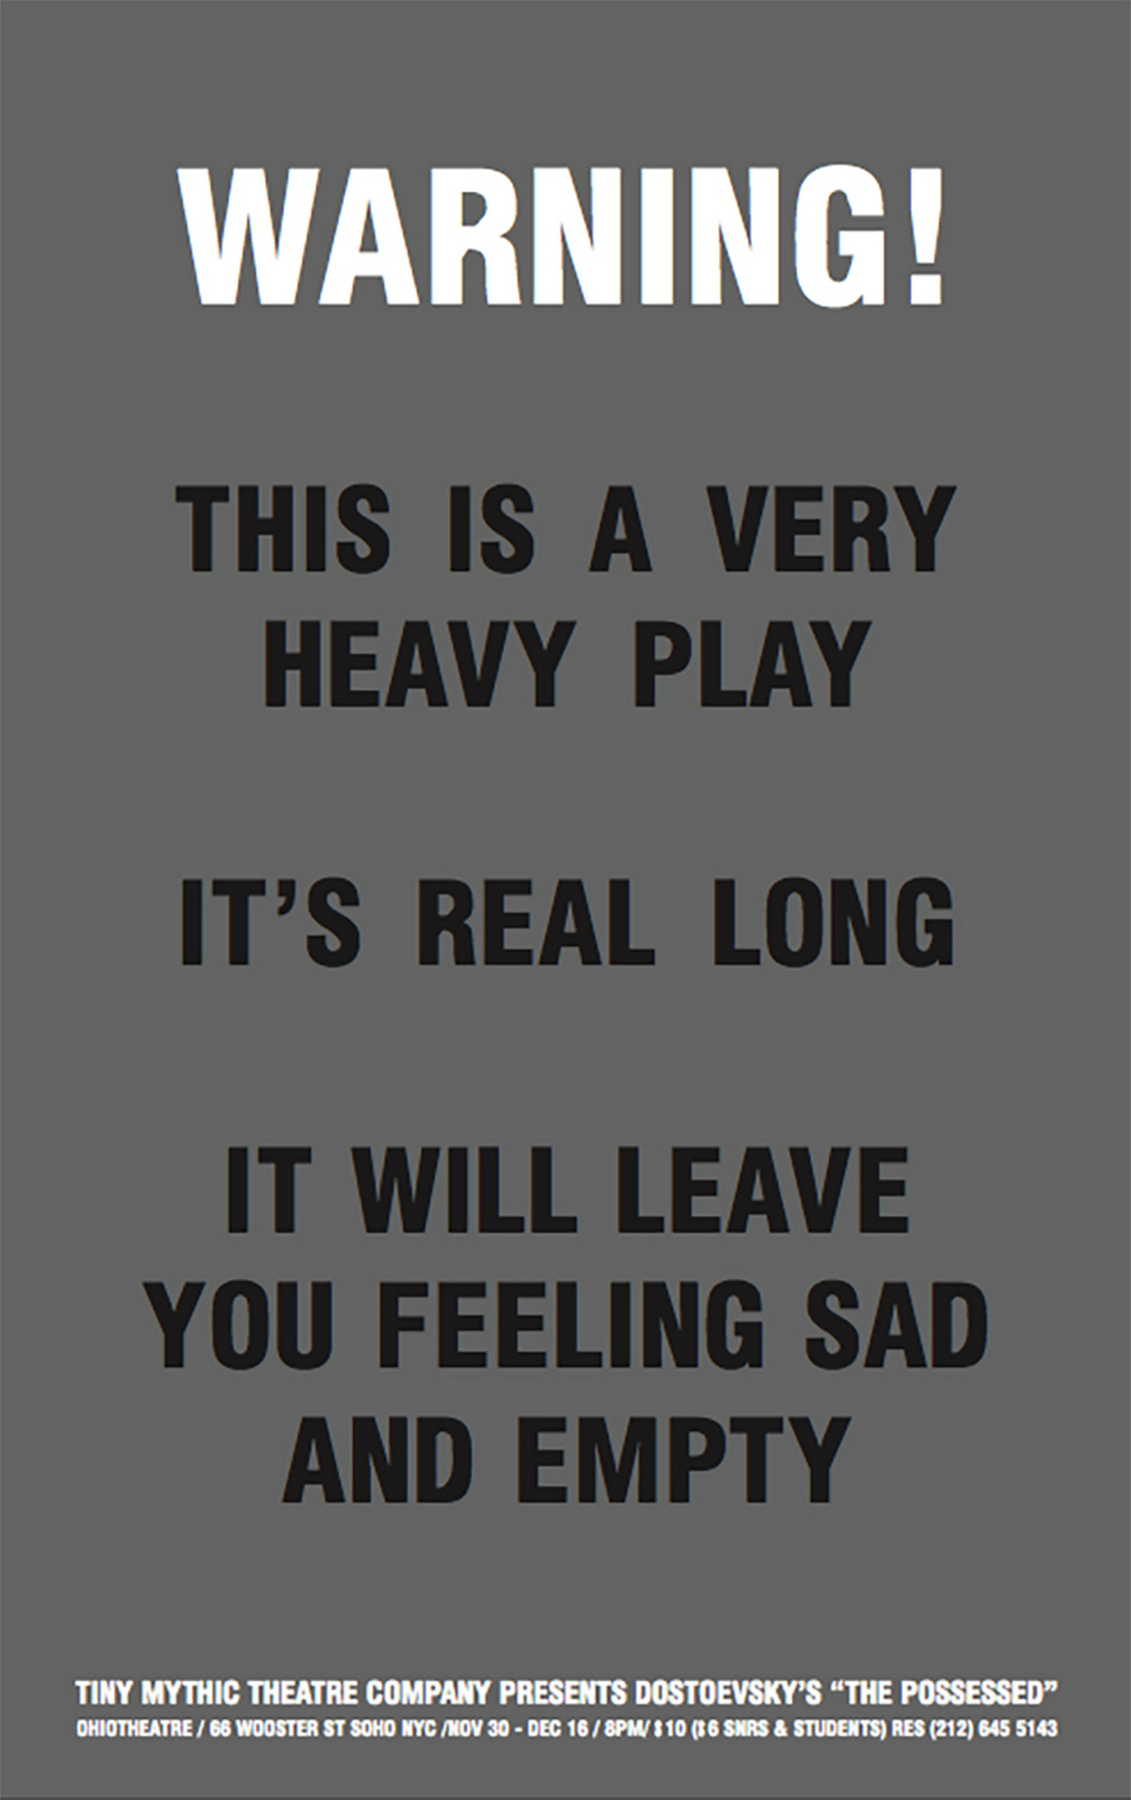 WARNING!
THIS IS A VERY
HEAVY PLAY
IT’S REAL LONG
IT WILL LEAVE
YOU FEELING SAD
AND EMPTY
TINY MYTHIC THEATRE COMPANY PRESENTS DOSTOEVSKY’S “THE POSSESSED”
OHIOTHEATRE / 66 WOOSTER ST SOHO NYC /NOV 30 - DEC 16 / 8PM/ $10 ($6 SNRS & STUDENTS) RES (212) 645 5143